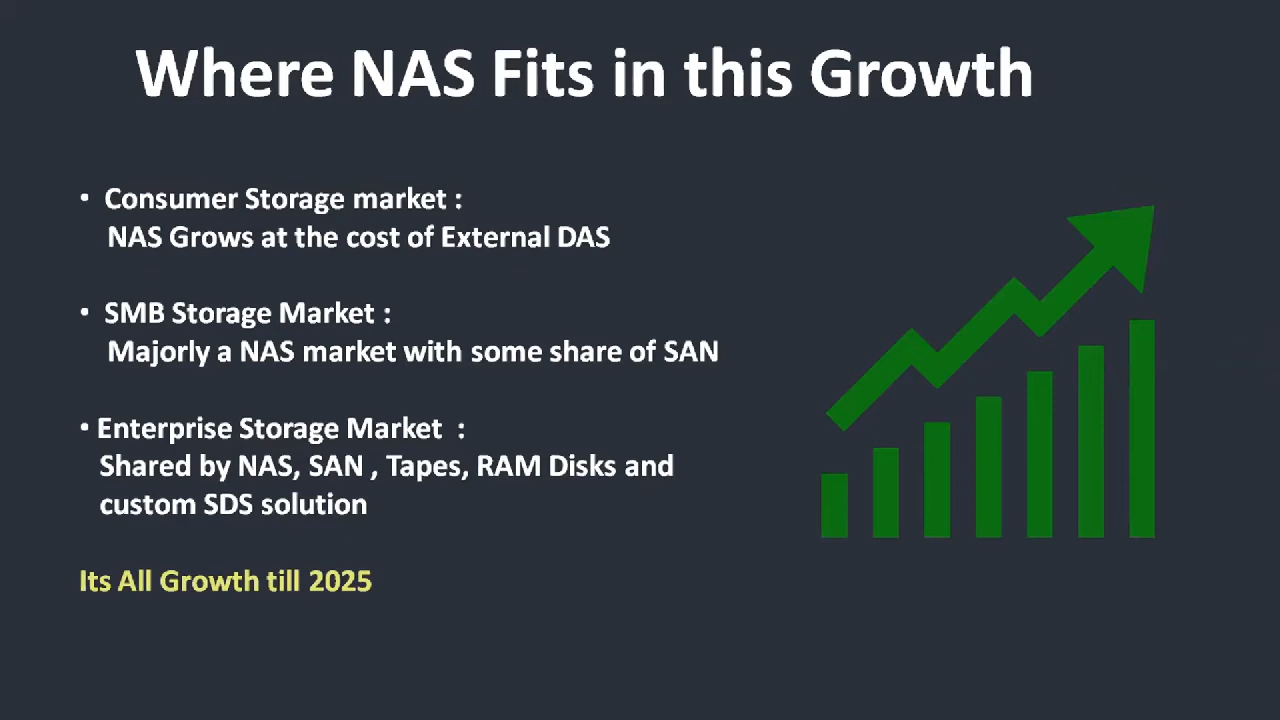 Where NAS Fits in this Growth
• Consumer Storage market :
NAS Grows at the cost of External DAS
• SMB Storage Market :
Majorly a NAS market with some share of SAN
• Enterprise Storage Market :
Shared by NAS, SAN , Tapes, RAM Disks and
custom SDS solution
Its All Growth till 2025